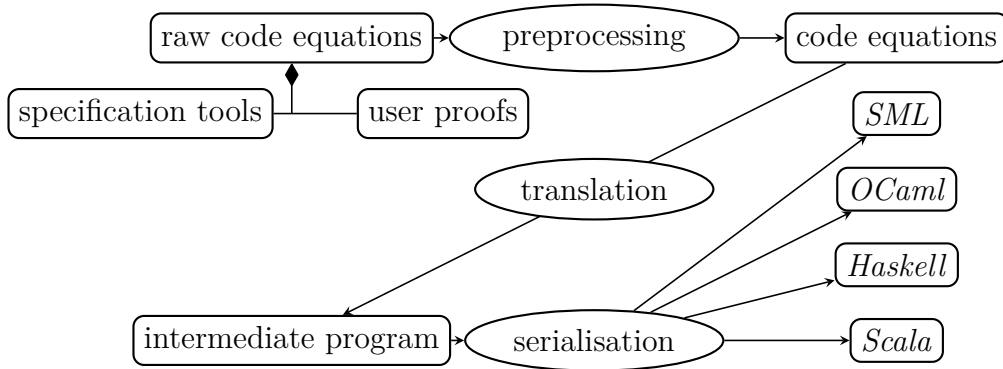 raw code equations
preprocessing
code equations
specification tools
user proofs
SML
translation
OCaml
Haskell
intermediate program
serialisation
Scala